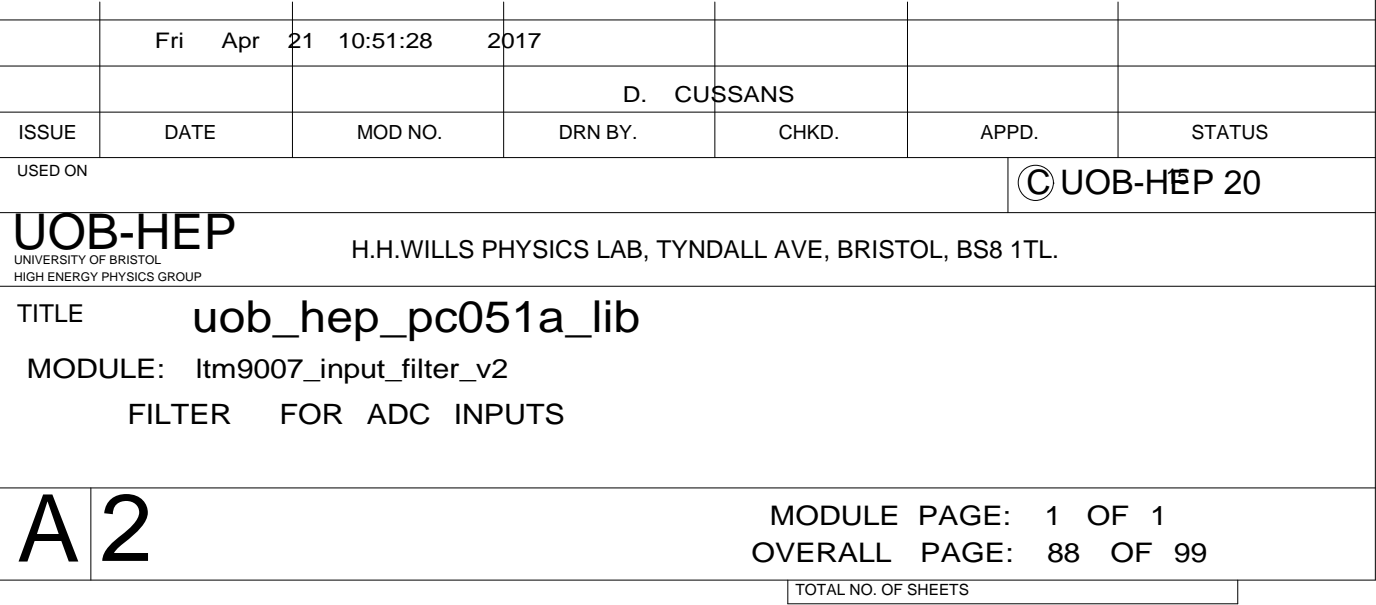 Fri Apr 21 10:51:28 2017
D. CUSSANS
ISSUE DATE MOD NO. DRN BY. CHKD. APPD. STATUS
USED ON
© UOB-HEP 20 15
UOB-HEP
UNIVERSITY OF BRISTOL
HIGH ENERGY PHYSICS GROUP
H.H.WILLS PHYSICS LAB, TYNDALL AVE, BRISTOL, BS8 1TL.
TITLE uob_hep_pc051a_lib
MODULE: ltm9007_input_filter_v2
FILTER FOR ADC INPUTS
A 2
MODULE PAGE: 1 OF 1
OVERALL PAGE: 88 OF 99
TOTAL NO. OF SHEETS